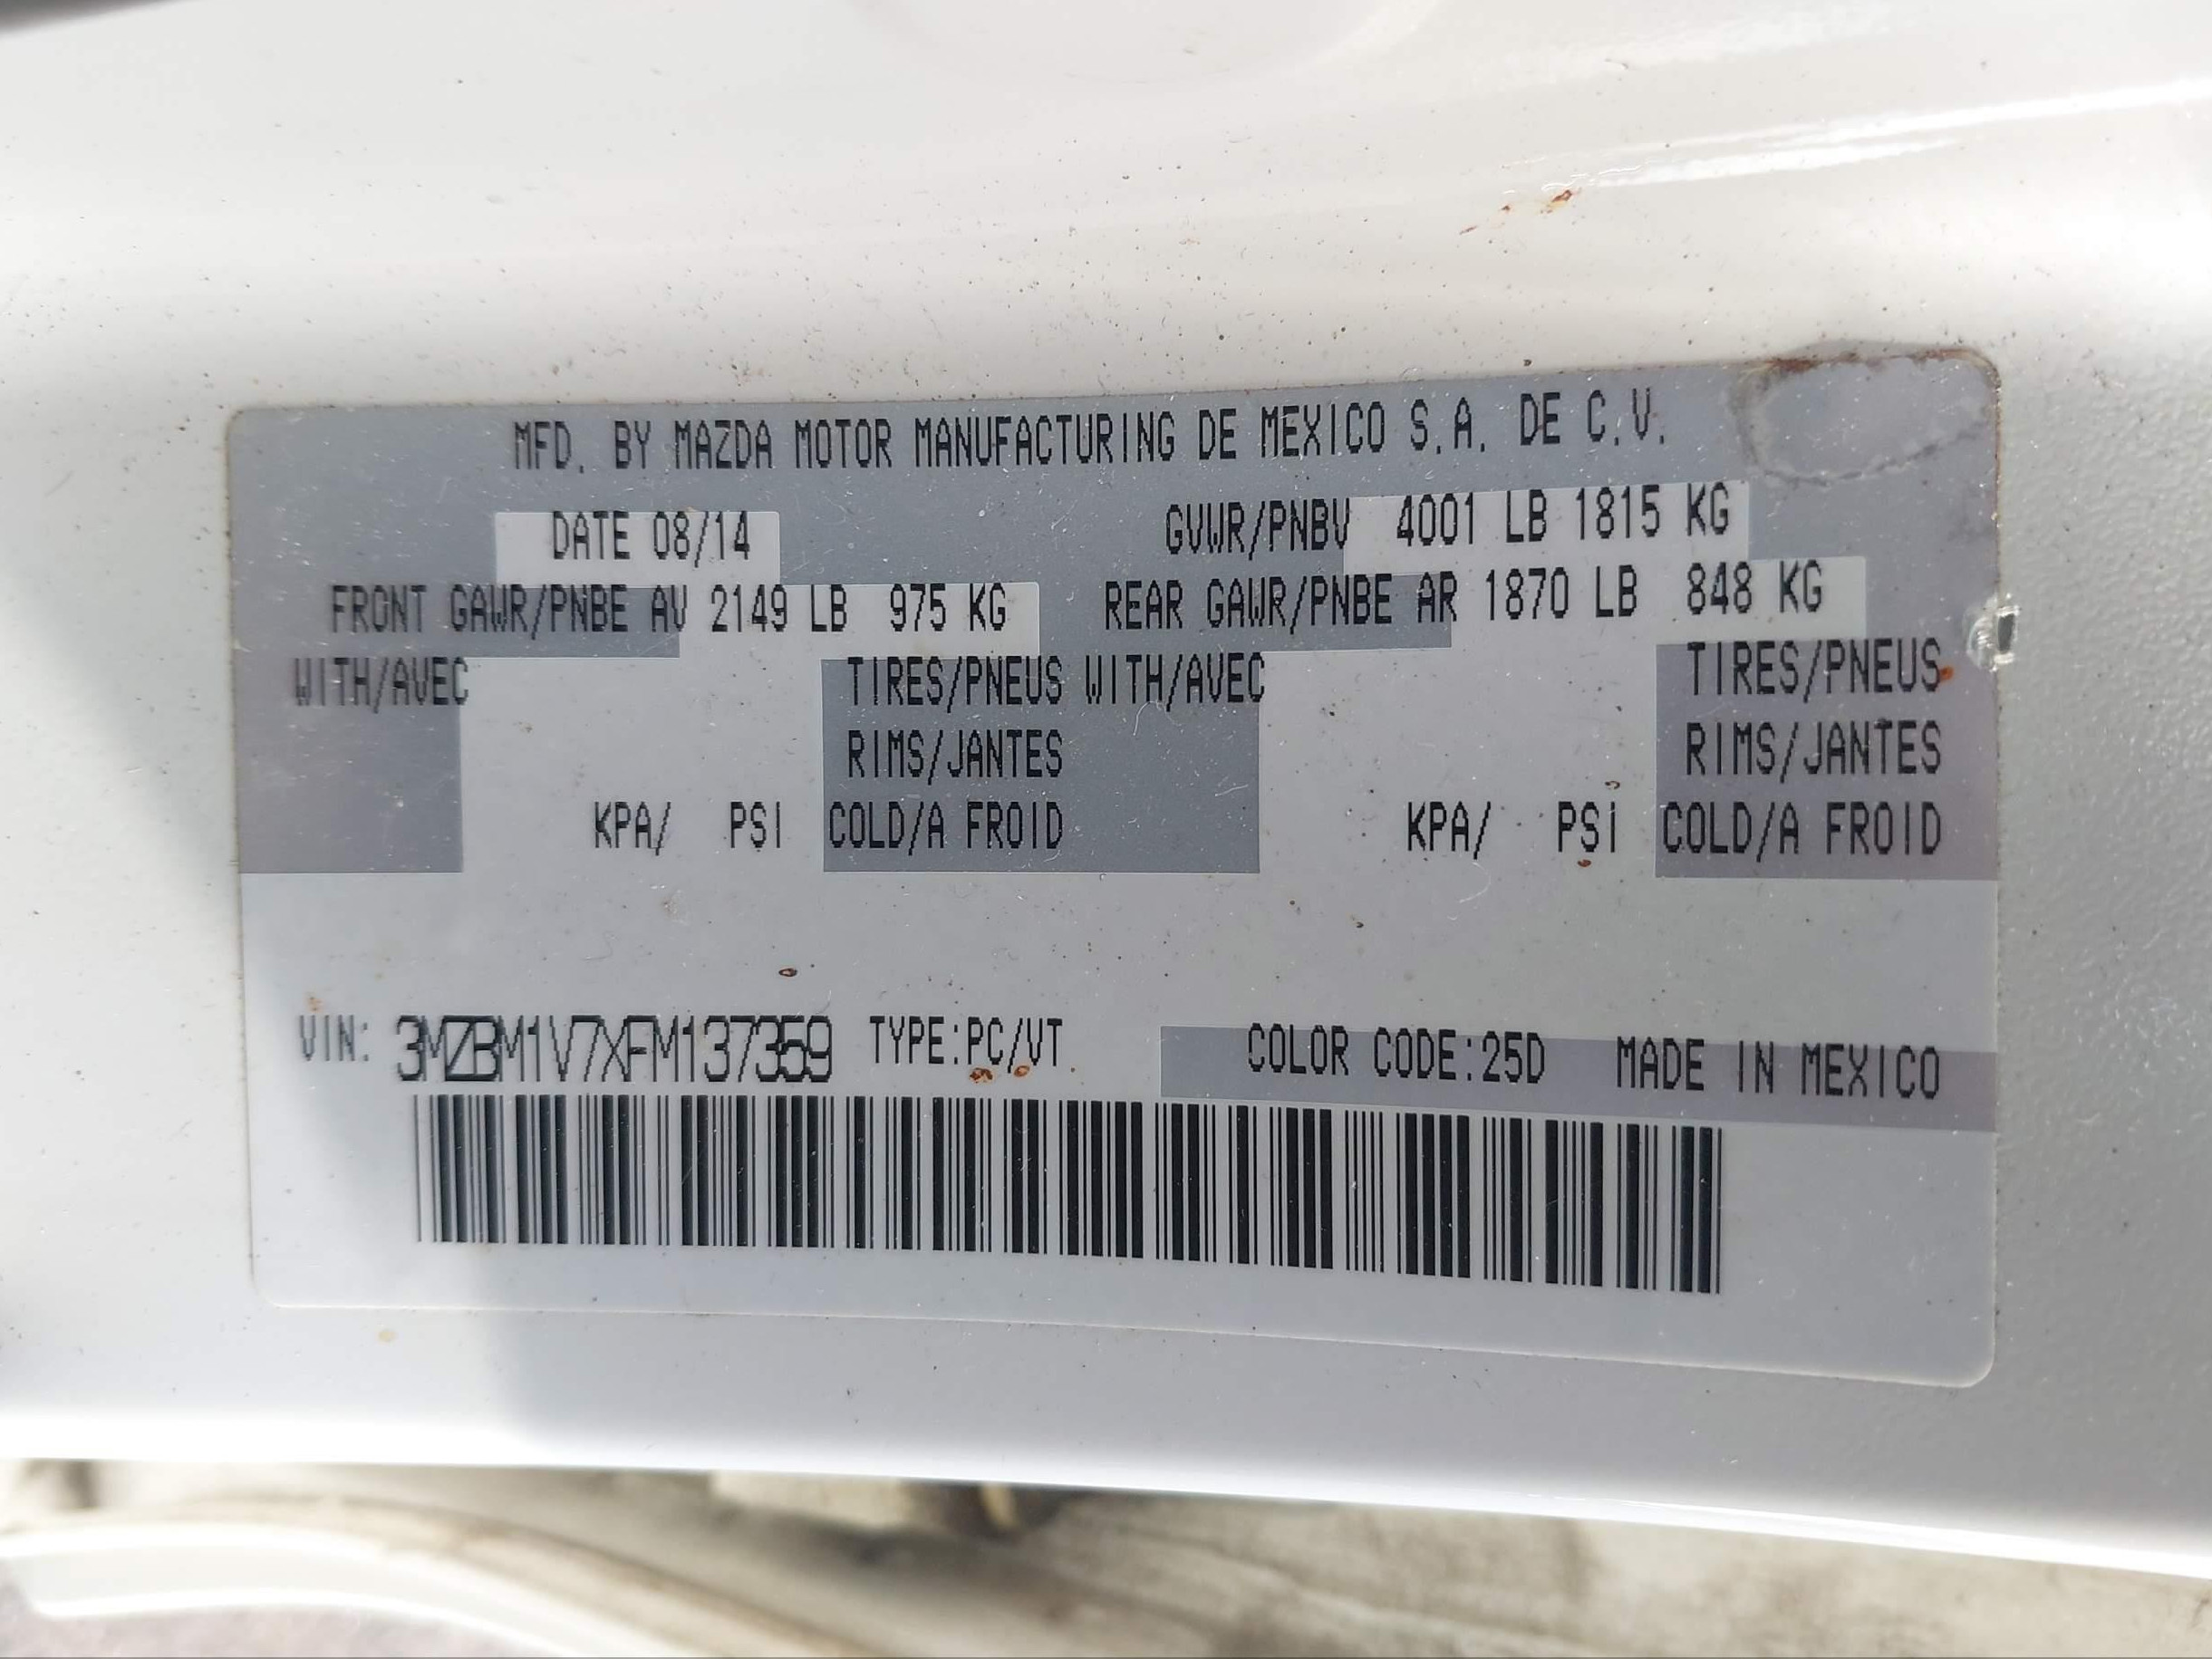 MFD. BY MAZDA MOTOR MANUFACTURING DE MEXICO S.A. DE C.V.
DATE 08/14 GVWR/PNBV 4001 LB 1815 KG
FRONT GAWR/PNBE AV 2149 LB 975 KG REAR GAWR/PNBE AR 1870 LB 848 KG
WITH/AVEC TIRES/PNEUS WITH/AVEC TIRES/PNEUS
RIMS/JANTES RIMS/JANTES
KPA/ PSI COLD/A FROID KPA/ PSI COLD/A FROID
VIN: 3MZBM1V7XFM137359 TYPE:PC/VT COLOR CODE:25D MADE IN MEXICO